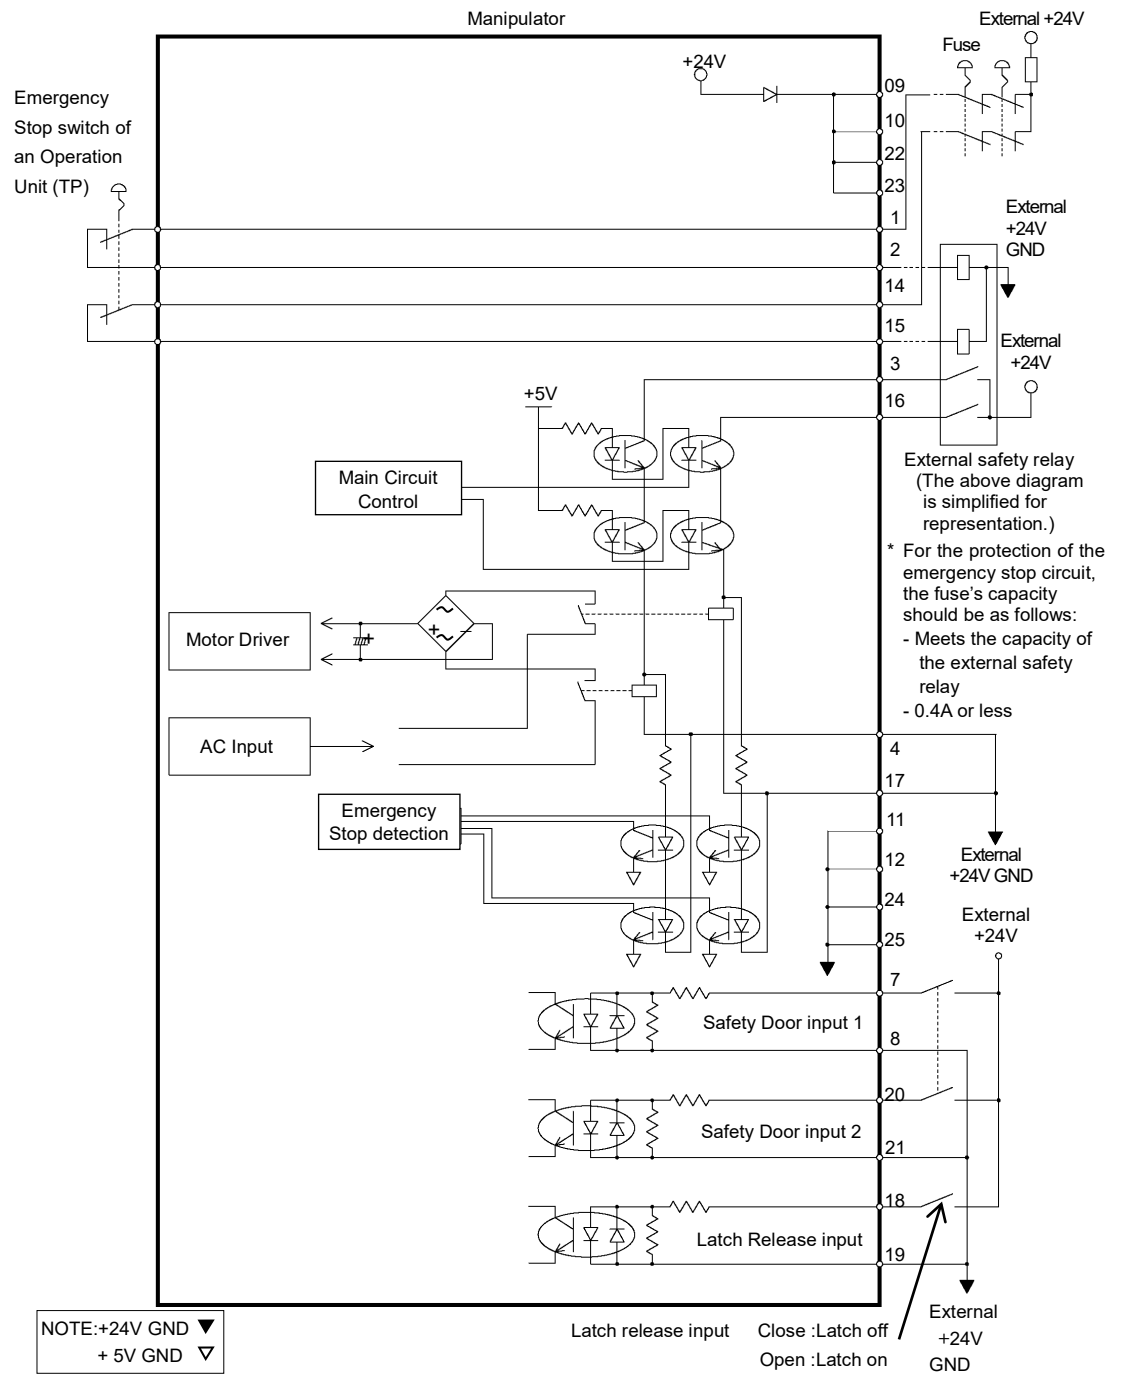 Manipulator
External +24V
Fuse
+24V
Emergency
Stop switch of
an Operation
Unit (TP)
09
10
22
23
1
2
14
15
3
16
External
+24V
GND
External
+24V
+5V
Main Circuit
Control
External safety relay
(The above diagram
is simplified for
representation.)
* For the protection of the
emergency stop circuit,
the fuse's capacity
should be as follows:
- Meets the capacity of
the external safety
relay
- 0.4A or less
Motor Driver
+
AC Input
4
17
Emergency
Stop detection
11
12
24
25
External
+24V GND
External
+24V
7
Safety Door input 1
8
20
Safety Door input 2
21
18
Latch Release input
19
External
+24V
GND
Latch release input Close :Latch off
Open :Latch on
NOTE:+24V GND ▼
+ 5V GND ▽